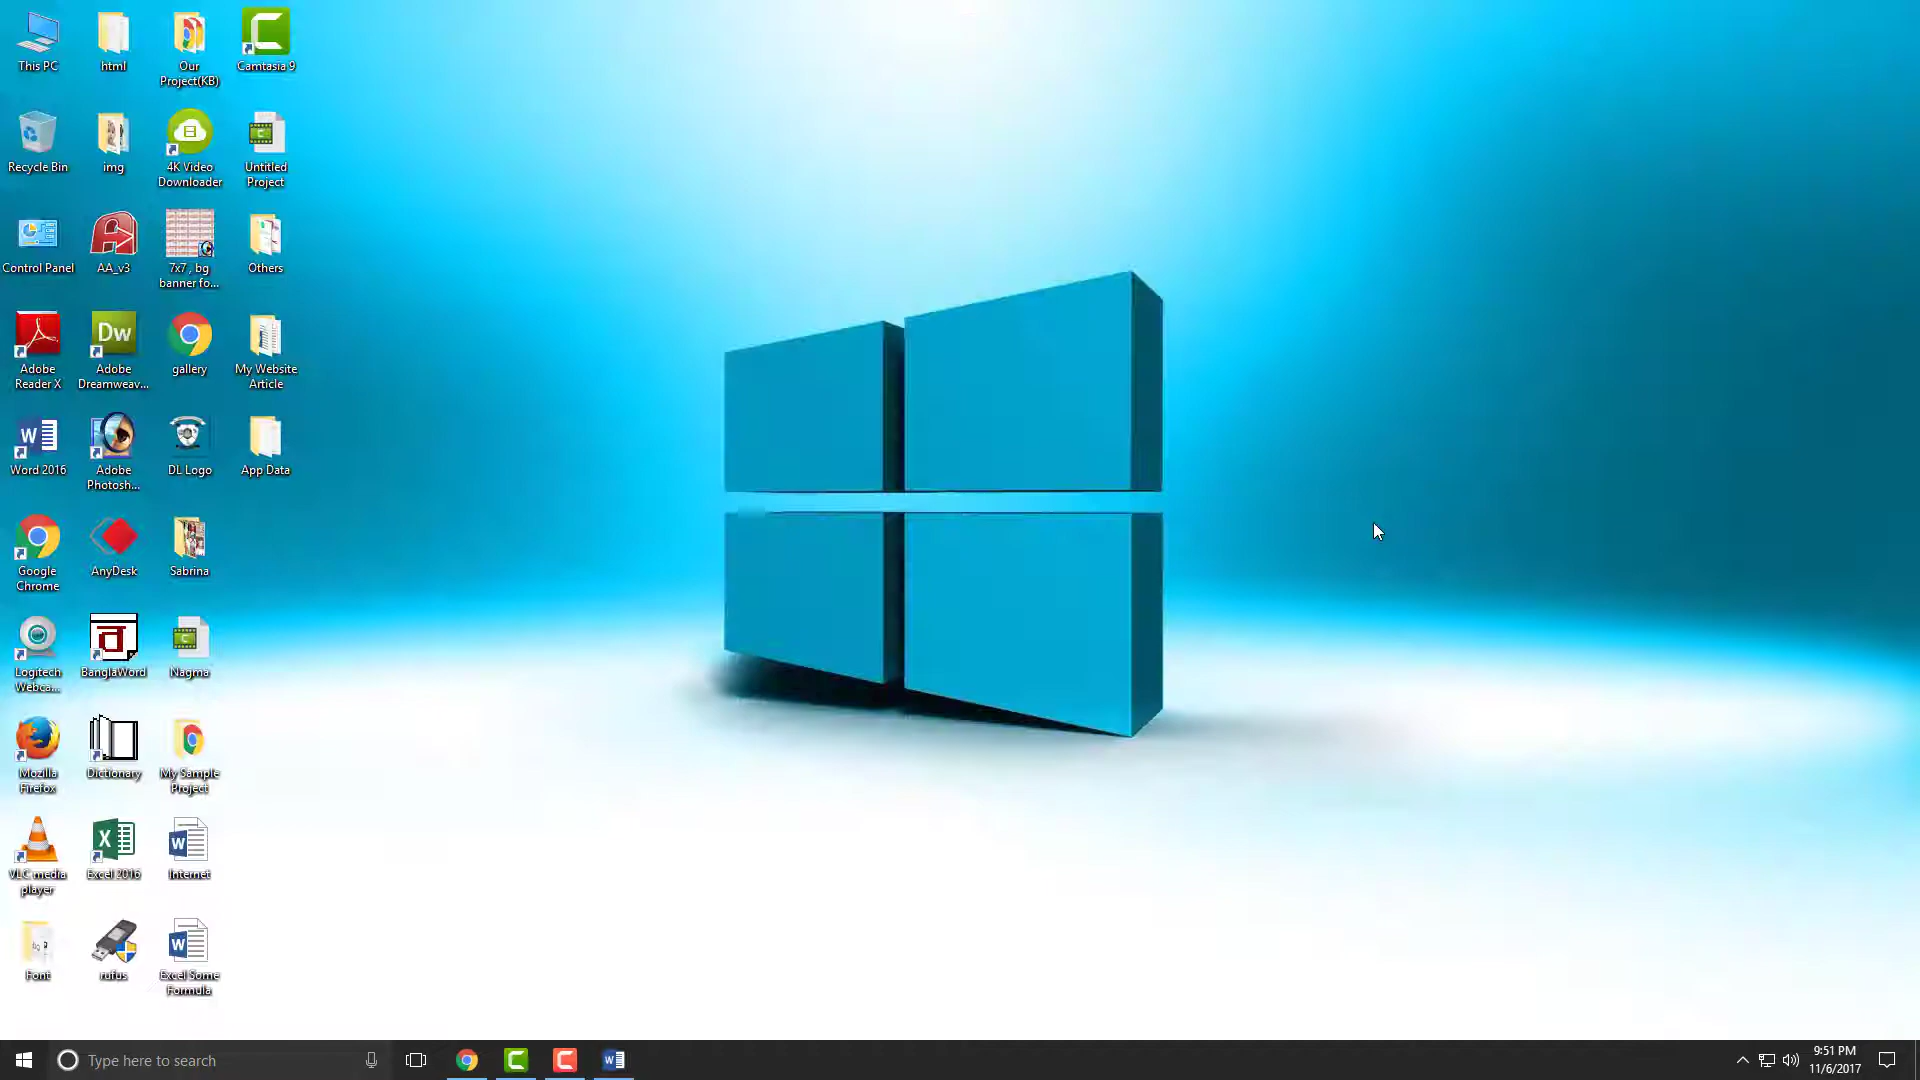 This PC
html
Our
Project(KB)
Camtasia 9
Recycle Bin
img
4K Video
Downloader
Untitled
Project
Control Panel
AA_v3
7x7 , bg
banner fo...
Others
Adobe
Reader X
Dw
Adobe
Dreamweav...
gallery
My Website
Article
Word 2016
Adobe
Photosh...
DL Logo
App Data
Google
Chrome
AnyDesk
Sabrina
Logitech
Webca...
BanglaWord
Nagma
Mozilla
Firefox
Dictionary
My Sample
Project
VLC media
player
Excel 2016
Internet
Font
rufus
Excel Some
Formula
Type here to search
9:51 PM
11/6/2017